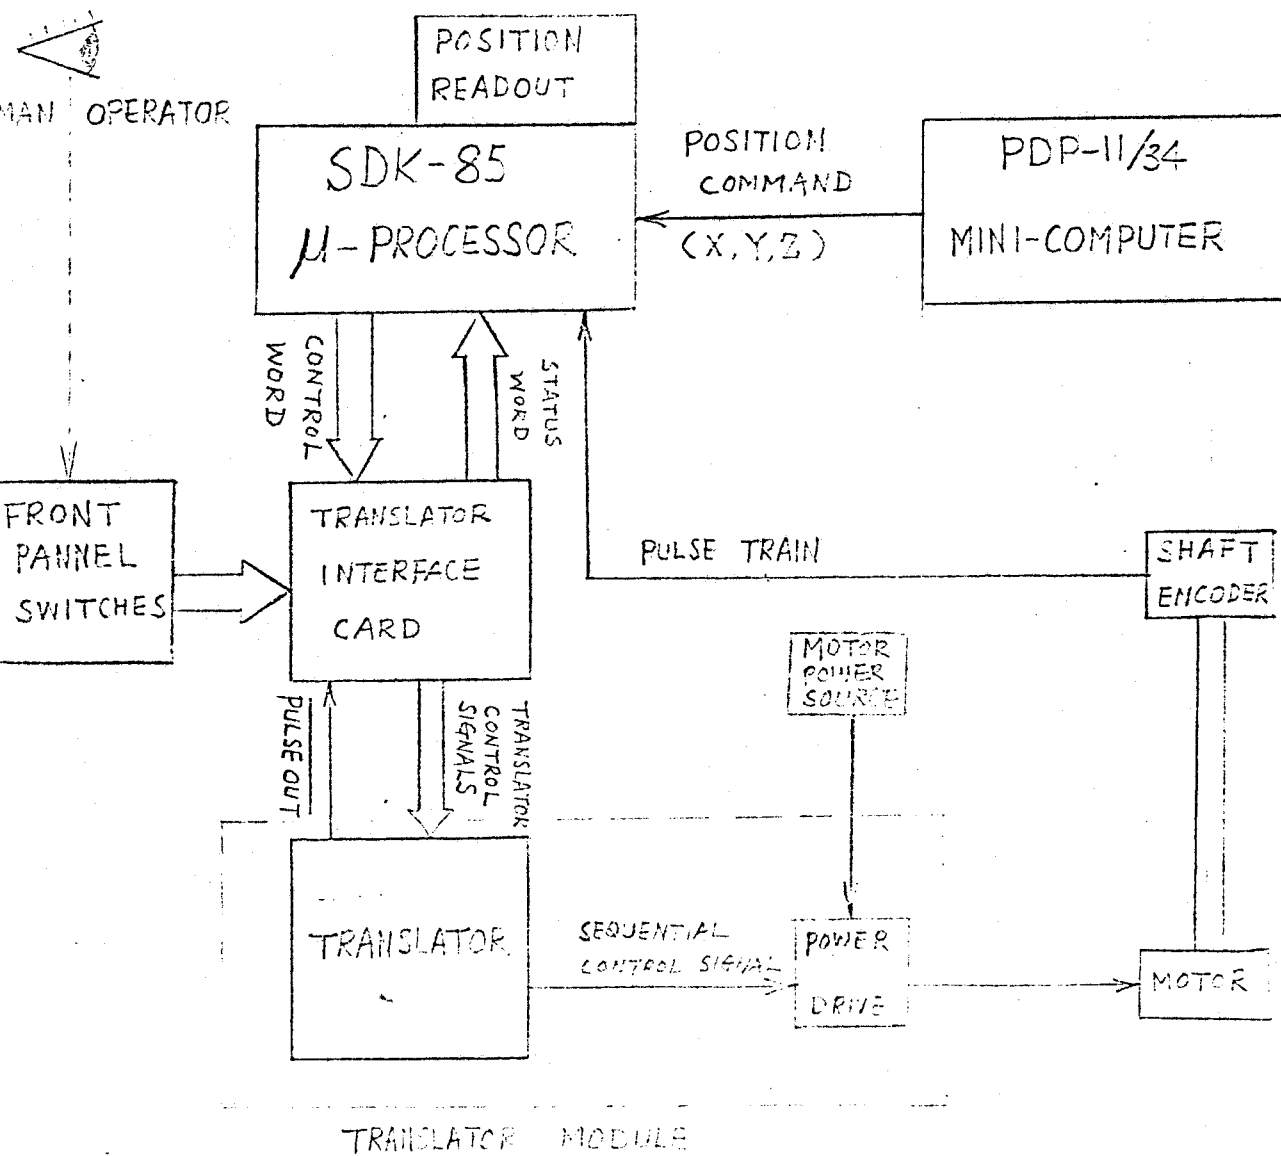 POSITION
READOUT
MAN OPERATOR
SDK-85
μ-PROCESSOR
POSITION
COMMAND
(X,Y,Z)
PDP-11/34
MINI-COMPUTER
CONTROL
WORD
STATUS
WORD
FRONT
PANNEL
SWITCHES
TRANSLATOR
INTERFACE
CARD
PULSE TRAIN
SHAFT
ENCODER
MOTOR
POWER
SOURCE
PULSE OUT
TRANSLATOR
CONTROL
SIGNALS
TRANSLATOR
SEQUENTIAL
CONTROL SIGNAL
POWER
DRIVE
MOTOR
TRANSLATOR MODULE